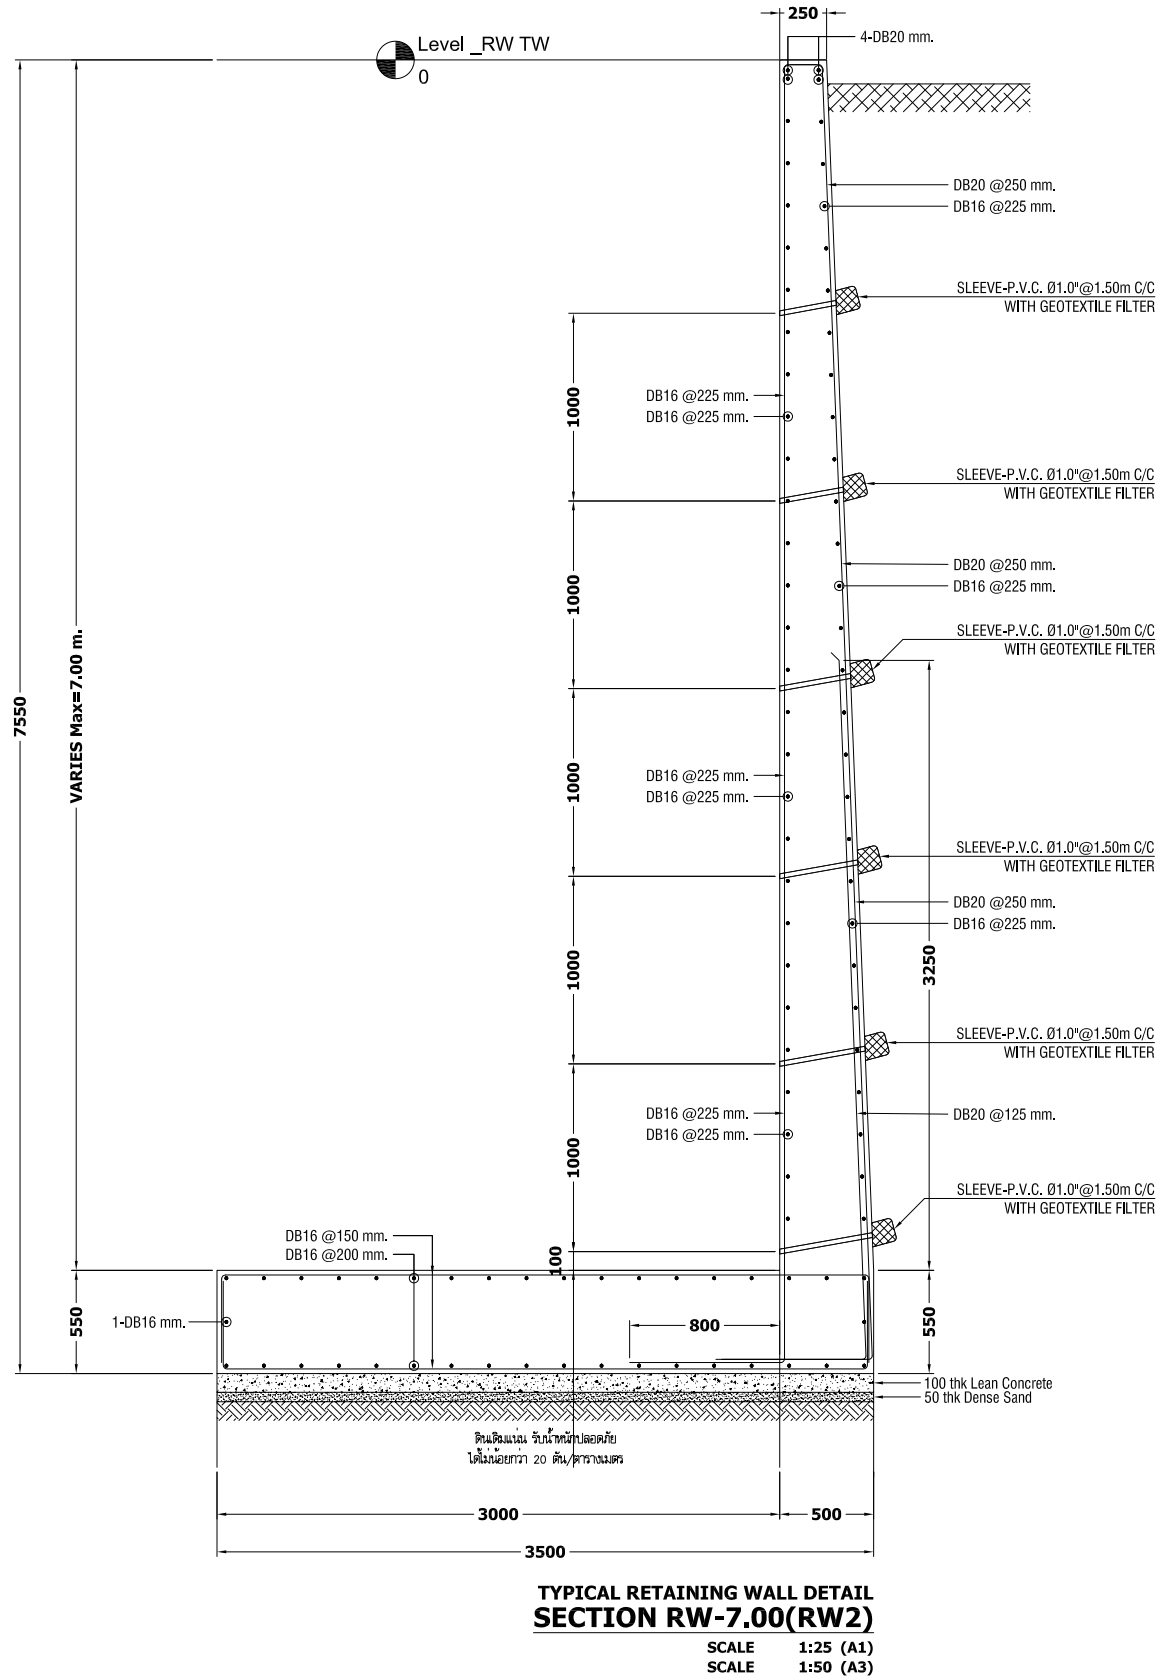 250
4-DB20 mm.
Level _RW TW
0
DB20 @250 mm.
DB16 @225 mm.
SLEEVE-P.V.C. Ø1.0"@1.50m C/C
WITH GEOTEXTILE FILTER
1000
DB16 @225 mm.
DB16 @225 mm.
SLEEVE-P.V.C. Ø1.0"@1.50m C/C
WITH GEOTEXTILE FILTER
1000
DB20 @250 mm.
DB16 @225 mm.
SLEEVE-P.V.C. Ø1.0"@1.50m C/C
WITH GEOTEXTILE FILTER
7550
VARIES Max=7.00 m.
1000
DB16 @225 mm.
DB16 @225 mm.
SLEEVE-P.V.C. Ø1.0"@1.50m C/C
WITH GEOTEXTILE FILTER
DB20 @250 mm.
DB16 @225 mm.
1000
3250
SLEEVE-P.V.C. Ø1.0"@1.50m C/C
WITH GEOTEXTILE FILTER
DB16 @225 mm.
DB16 @225 mm.
DB20 @125 mm.
1000
SLEEVE-P.V.C. Ø1.0"@1.50m C/C
WITH GEOTEXTILE FILTER
DB16 @150 mm.
DB16 @200 mm.
100
1-DB16 mm.
550
800
550
100 thk Lean Concrete
50 thk Dense Sand
ดินเดิมแน่น รับน้ำหนักปลอดภัย
ได้ไม่น้อยกว่า 20 ตัน/ตารางเมตร
3000
500
3500
TYPICAL RETAINING WALL DETAIL
SECTION RW-7.00(RW2)
SCALE 1:25 (A1)
SCALE 1:50 (A3)